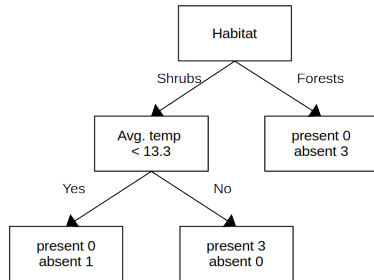 Habitat
Shrubs
Forests
Avg. temp
< 13.3
present 0
absent 3
Yes
No
present 0
absent 1
present 3
absent 0